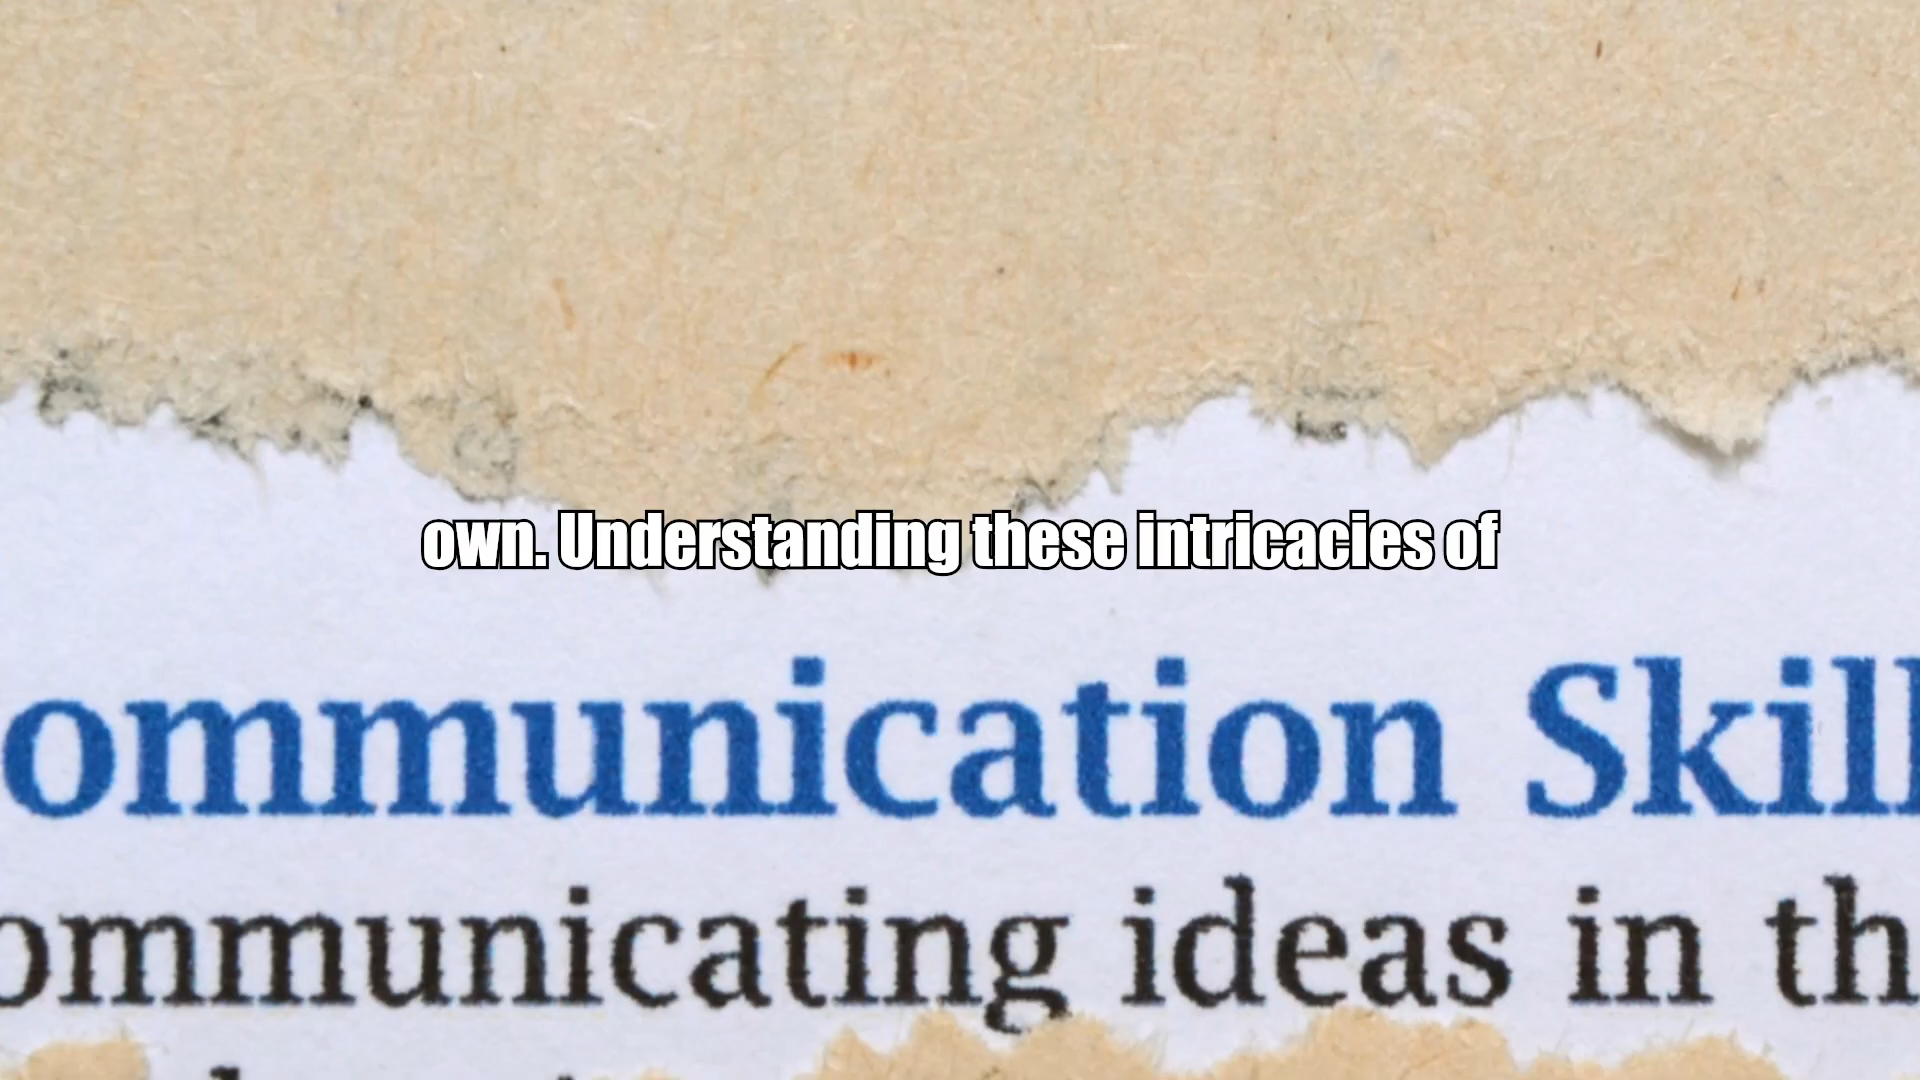 own. Understanding these intricacies of
ommunication Skill
ommunicating ideas in th